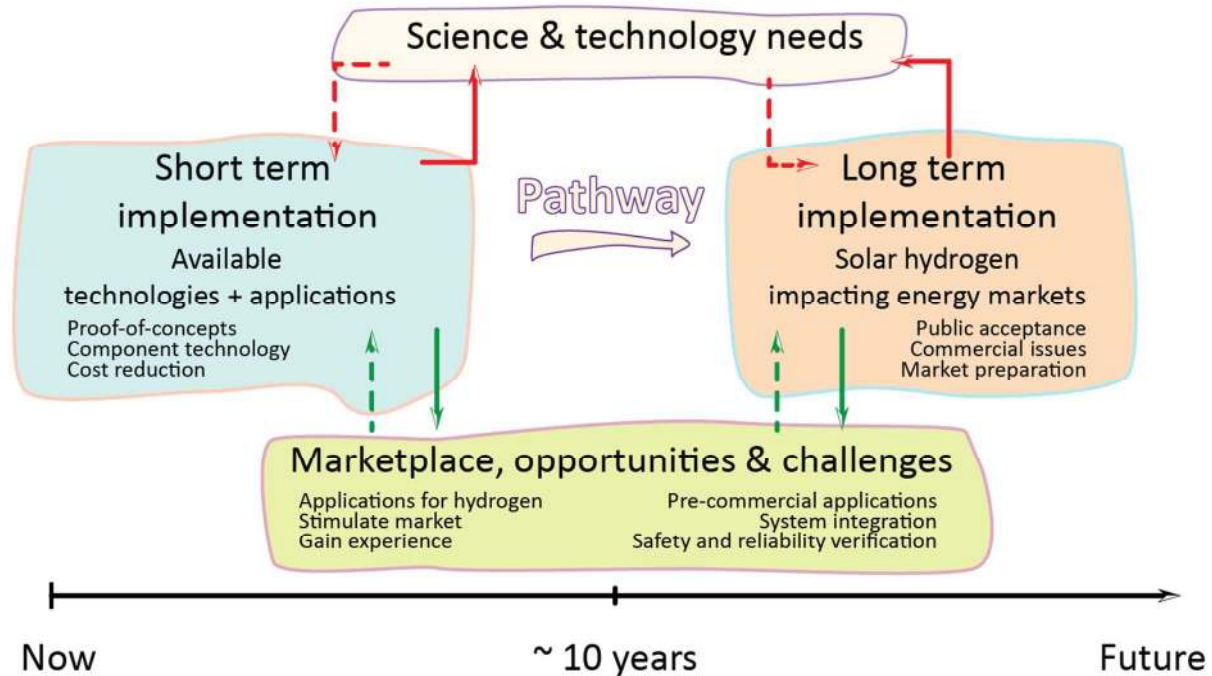 Science & technology needs
Short term
implementation
Available
technologies + applications
Proof-of-concepts
Component technology
Cost reduction
Pathway
Long term
implementation
Solar hydrogen
impacting energy markets
Public acceptance
Commercial issues
Market preparation
Marketplace, opportunities & challenges
Applications for hydrogen
Stimulate market
Gain experience
Pre-commercial applications
System integration
Safety and reliability verification
Now
~ 10 years
Future